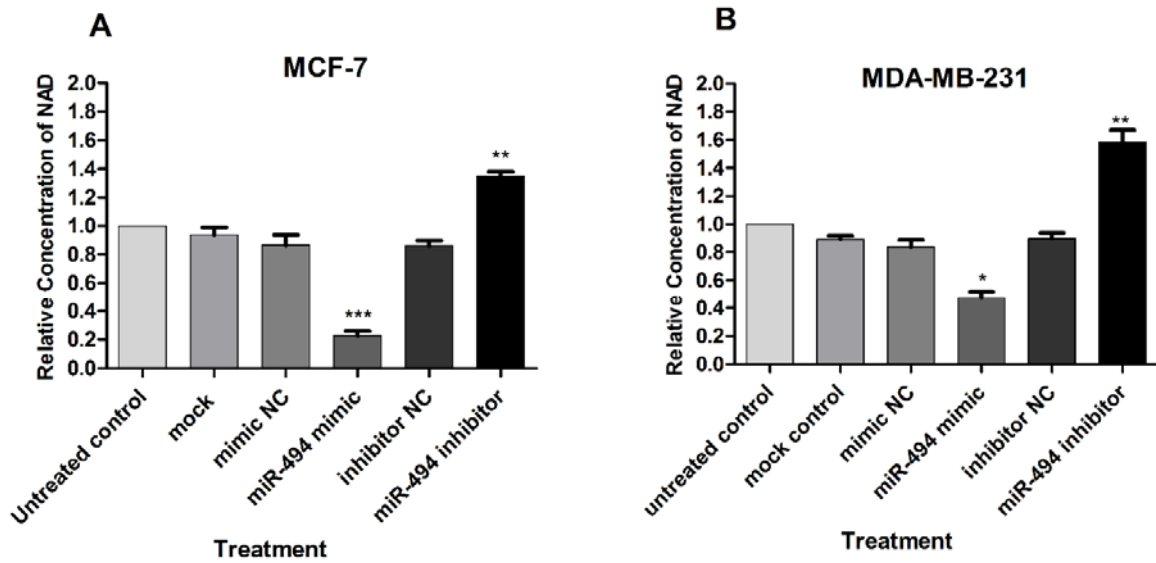 A
MCF-7
Relative Concentration of NAD
2.0
1.8
1.6
1.4
1.2
1.0
0.8
0.6
0.4
0.2
0.0
***
**
Untreated control
mock
mimic NC
miR-494 mimic
inhibitor NC
miR-494 inhibitor
Treatment
B
MDA-MB-231
Relative Concentration of NAD
2.0
1.8
1.6
1.4
1.2
1.0
0.8
0.6
0.4
0.2
0.0
*
**
untreated control
mock control
mimic NC
miR-494 mimic
inhibitor NC
miR-494 inhibitor
Treatment